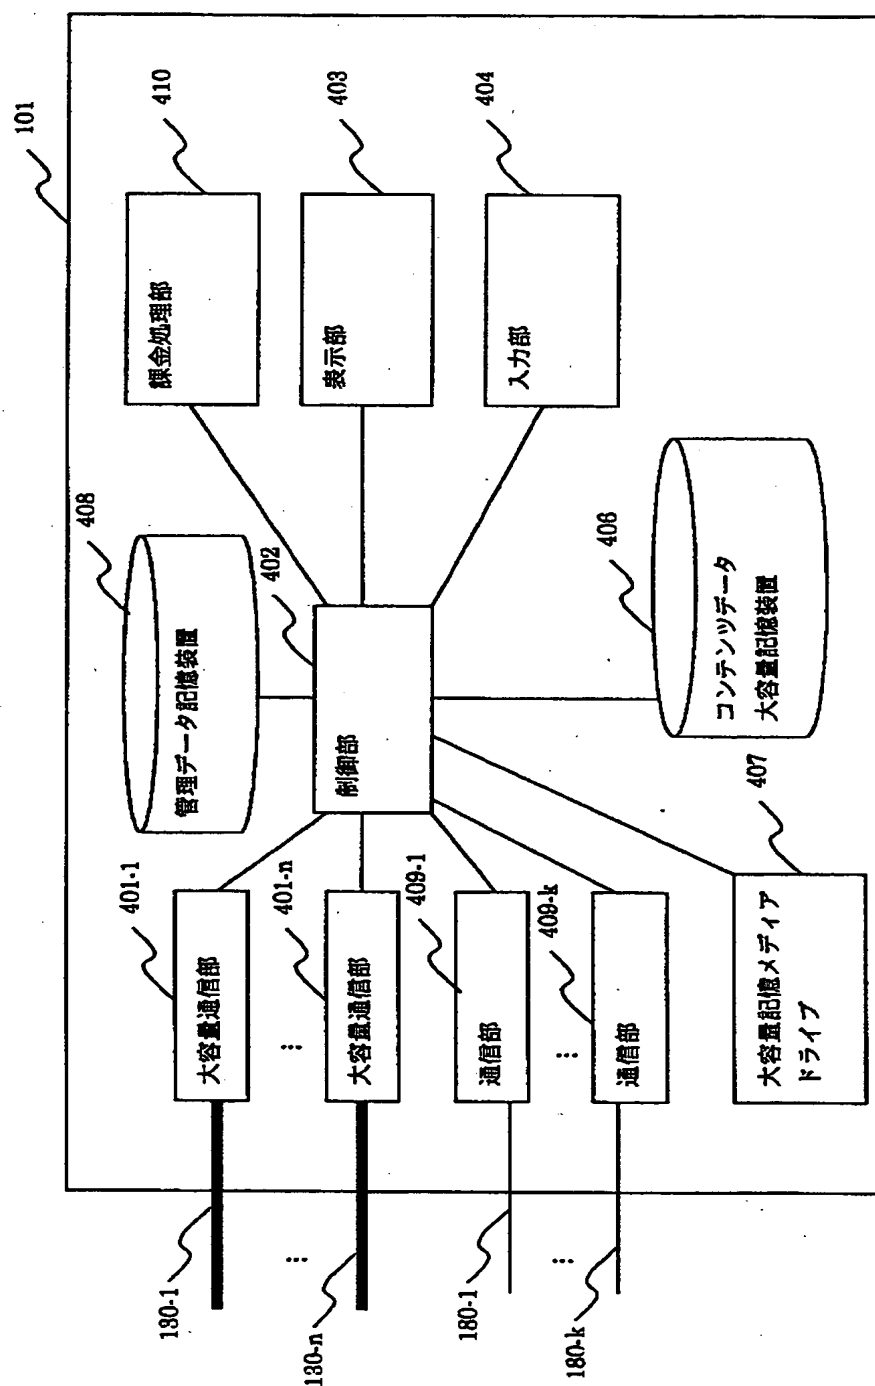 101
130-1
401-1
大容量通信部
⋮
130-n
401-n
大容量通信部
⋮
180-1
409-1
通信部
⋮
180-k
409-k
通信部
⋮
407
大容量記憶メディア
ドライブ
408
管理データ記憶装置
402
制御部
406
コンテンツデータ
大容量記憶装置
410
課金処理部
403
表示部
404
入力部